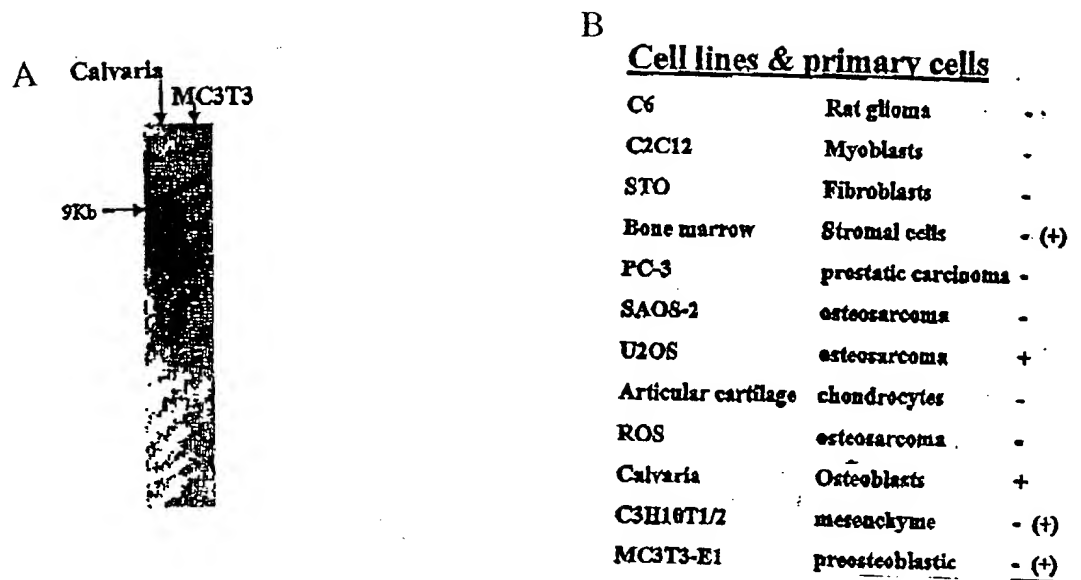 A
Calvaria
MC3T3
9Kb
B
Cell lines & primary cells
C6 Rat glioma -
C2C12 Myoblasts -
STO Fibroblasts -
Bone marrow Stromal cells - (+)
PC-3 prostatic carcinoma -
SAOS-2 osteosarcoma -
U2OS osteosarcoma +
Articular cartilage chondrocytes -
ROS osteosarcoma -
Calvaria Osteoblasts +
C3H10T1/2 mesenchyme - (+)
MC3T3-E1 preosteoblastic - (+)